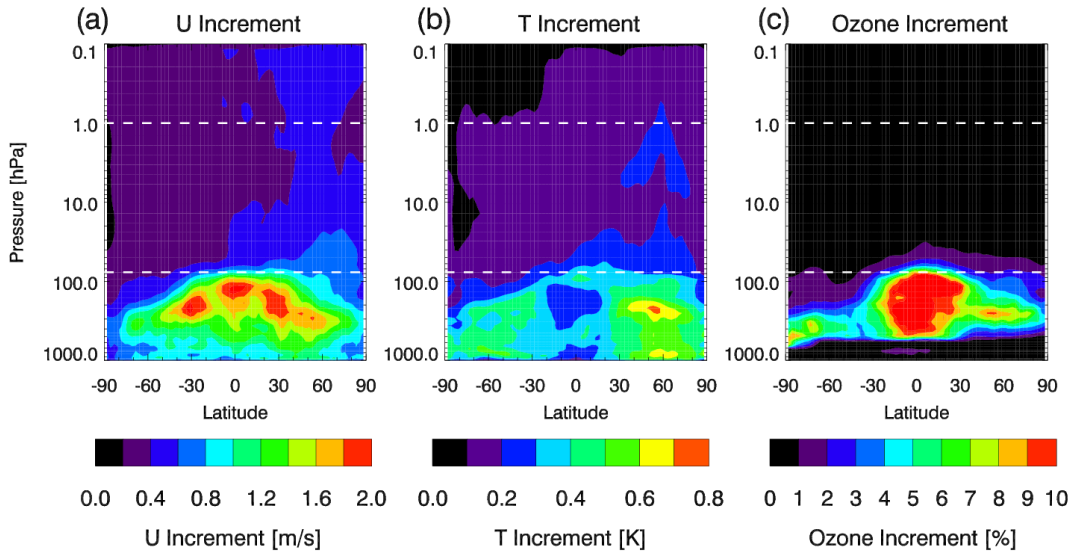 (a) U Increment
(b) T Increment
(c) Ozone Increment
Pressure [hPa]
0.1
1.0
10.0
100.0
1000.0
0.1
1.0
10.0
100.0
1000.0
0.1
1.0
10.0
100.0
1000.0
-90 -60 -30 0 30 60 90
-90 -60 -30 0 30 60 90
-90 -60 -30 0 30 60 90
Latitude
Latitude
Latitude
0.0 0.4 0.8 1.2 1.6 2.0
0.0 0.2 0.4 0.6 0.8
0 1 2 3 4 5 6 7 8 9 10
U Increment [m/s]
T Increment [K]
Ozone Increment [%]